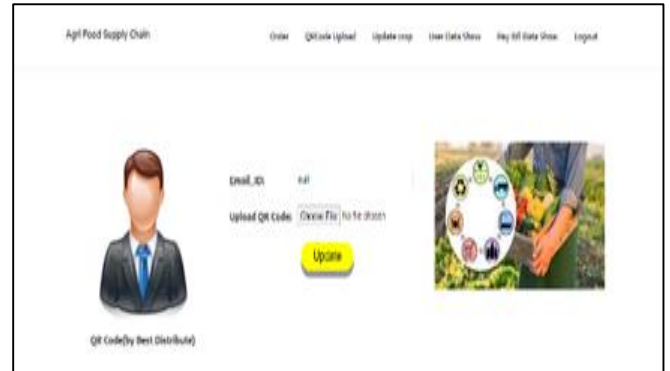 Agri Food Supply Chain
Order QRCode Upload Update crop User Data Show Pay Bill Data Show Logout
Email_ID: null
Upload QR Code: Choose File No file chosen
Update
QR Code(by Best Distribute)